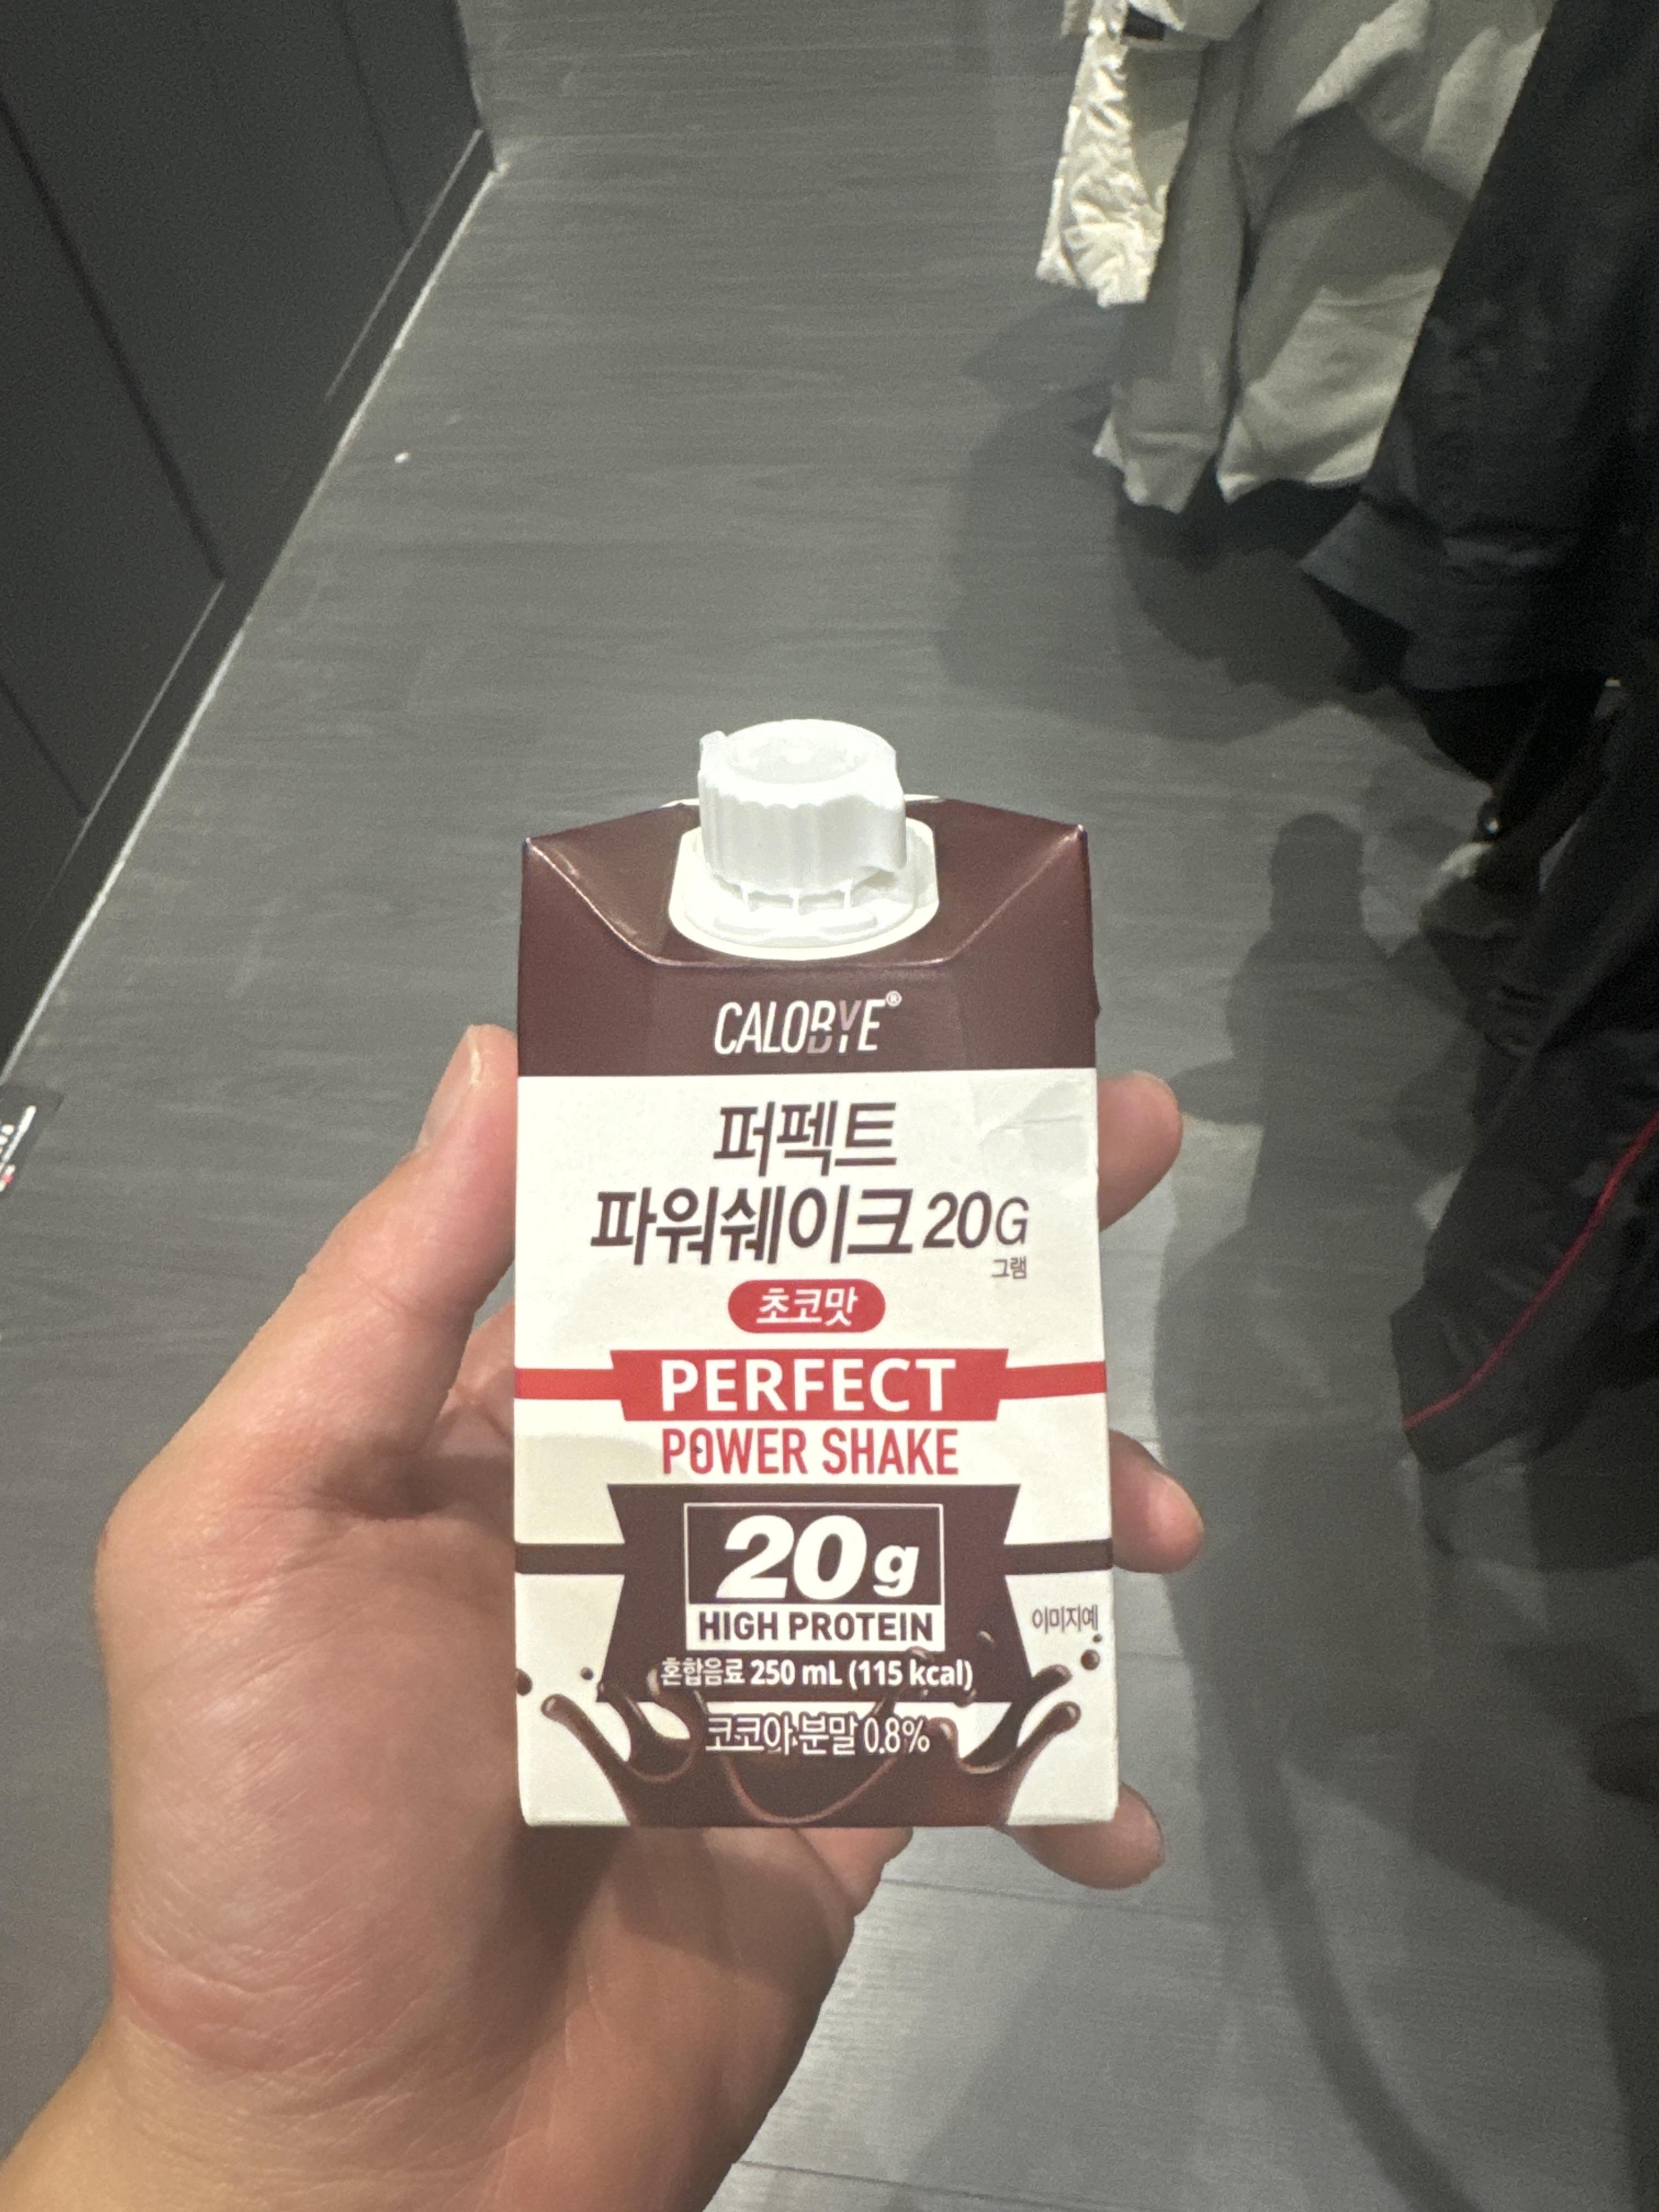 CALOBYE®
퍼펙트
파워쉐이크 20G
그램
초코맛
PERFECT
POWER SHAKE
20g
HIGH PROTEIN
이미지예
혼합음료 250 mL (115 kcal)
코코아분말 0.8%